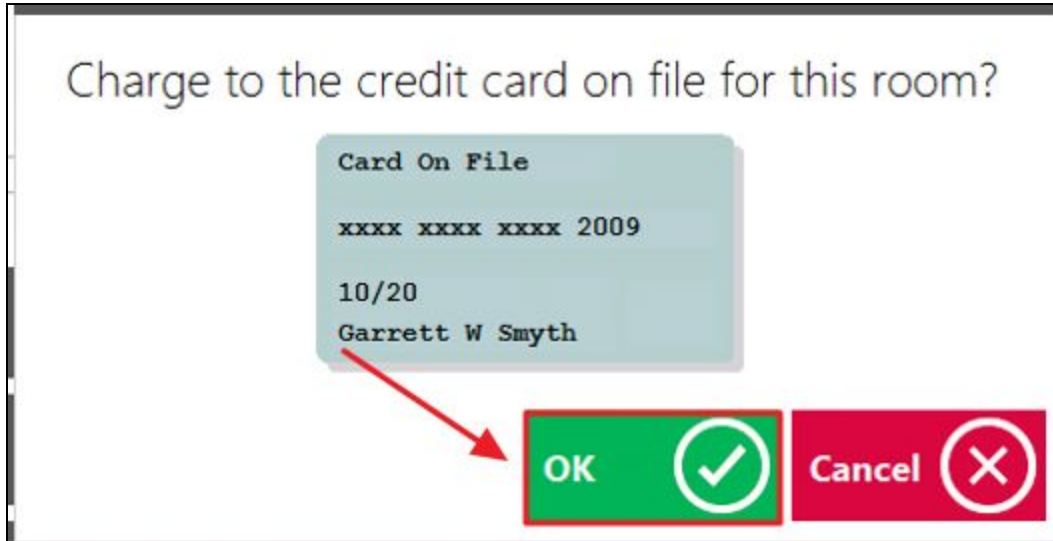 Charge to the credit card on file for this room?
Card On File
xxxx xxxx xxxx 2009
10/20
Garrett W Smyth
OK
Cancel